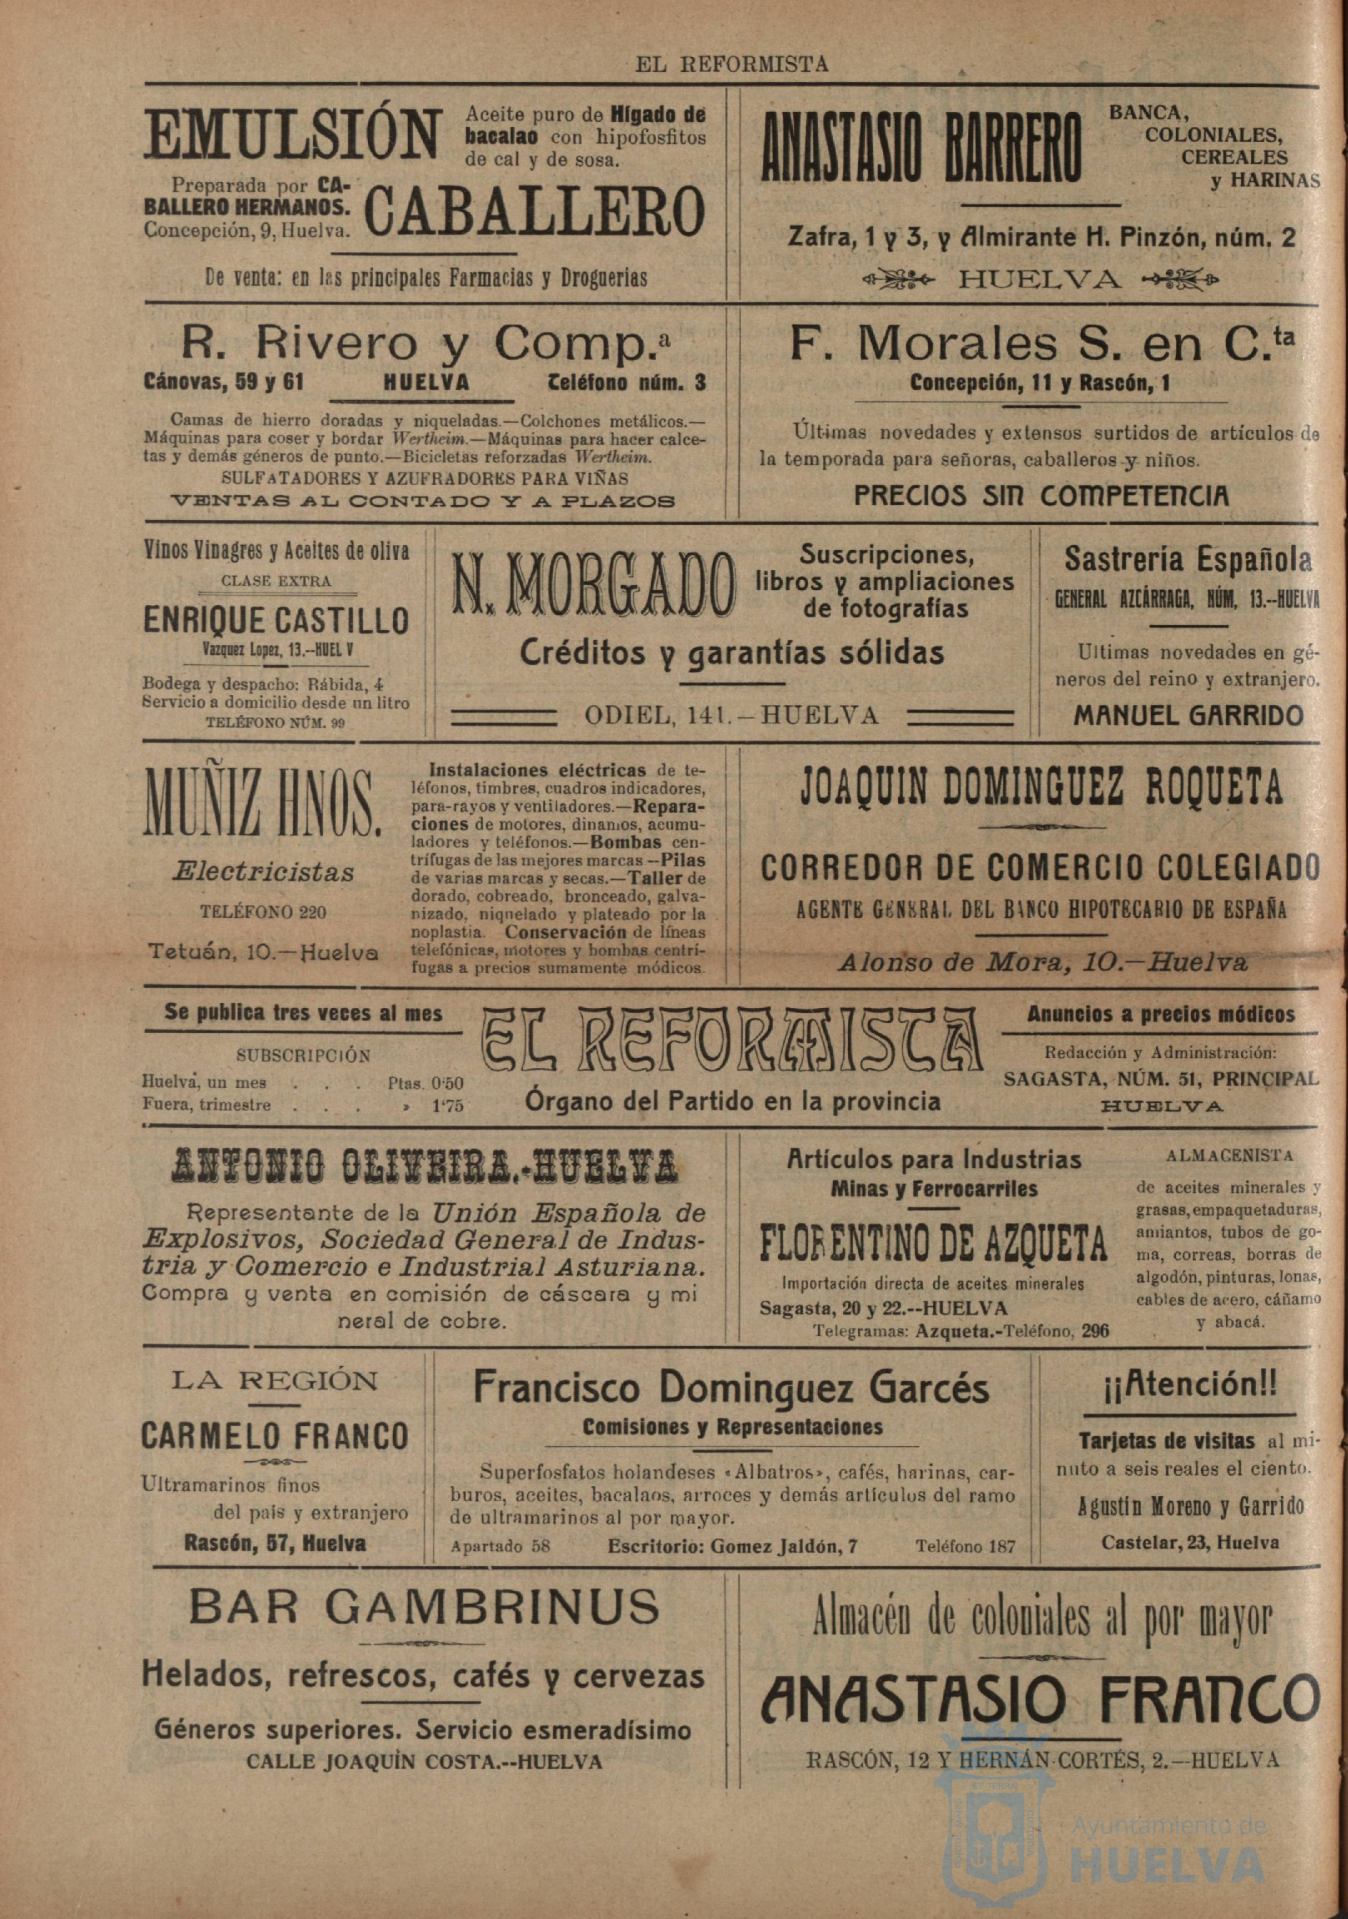 EL REFORMISTA
EMULSIÓN
Aceite puro de Hígado de
bacalao con hipofosfitos
de cal y de sosa.
Preparada por CA-
BALLERO HERMANOS.
Concepción, 9, Huelva.
CABALLERO
De venta: en las principales Farmacias y Droguerias
ANASTASIO BARRERO
BANCA,
COLONIALES,
CEREALES
y HARINAS
Zafra, 1 y 3, y Almirante H. Pinzón, núm. 2
HUELVA
R. Rivero y Comp.ª
Cánovas, 59 y 61 HUELVA Teléfono núm. 3
Camas de hierro doradas y niqueladas.—Colchones metálicos.—
Máquinas para coser y bordar Wertheim.—Máquinas para hacer calce-
tas y demás géneros de punto.—Bicicletas reforzadas Wertheim.
SULFATADORES Y AZUFRADORES PARA VIÑAS
VENTAS AL CONTADO Y A PLAZOS
F. Morales S. en C.ta
Concepción, 11 y Rascón, 1
Últimas novedades y extensos surtidos de artículos de
la temporada para señoras, caballeros y niños.
PRECIOS SIN COMPETENCIA
Vinos Vinagres y Aceites de oliva
CLASE EXTRA
ENRIQUE CASTILLO
Vazquez Lopez, 13.--HUEL V
Bodega y despacho: Rábida, 4
Servicio a domicilio desde un litro
TELÉFONO NÚM. 99
N. MORGADO
Suscripciones,
libros y ampliaciones
de fotografías
Créditos y garantías sólidas
ODIEL, 141.—HUELVA
Sastrería Española
GENERAL AZCÁRRAGA, NÚM, 13.--HUELVA
Ultimas novedades en gé-
neros del reino y extranjero.
MANUEL GARRIDO
MUÑIZ HNOS.
Electricistas
TELÉFONO 220
Tetuán, 10.—Huelva
Instalaciones eléctricas de te-
léfonos, timbres, cuadros indicadores,
para-rayos y ventiladores.—Repara-
ciones de motores, dinamos, acumu-
ladores y teléfonos.—Bombas cen-
trífugas de las mejores marcas—Pilas
de varias marcas y secas.—Taller de
dorado, cobreado, bronceado, galva-
nizado, niquelado y plateado por la
noplastia. Conservación de líneas
telefónicas, motores y bombas centrí-
fugas a precios sumamente módicos.
JOAQUIN DOMINGUEZ ROQUETA
CORREDOR DE COMERCIO COLEGIADO
AGENTE GENERAL DEL BANCO HIPOTECARIO DE ESPAÑA
Alonso de Mora, 10.—Huelva
Se publica tres veces al mes
SUBSCRIPCIÓN
Huelva, un mes . . . Ptas. 0'50
Fuera, trimestre . . . » 1'75
EL REFORMISTA
Órgano del Partido en la provincia
Anuncios a precios módicos
Redacción y Administración:
SAGASTA, NÚM. 51, PRINCIPAL
HUELVA
ANTONIO OLIVEIRA.-HUELVA
Representante de la Unión Española de
Explosivos, Sociedad General de Indus-
tria y Comercio e Industrial Asturiana.
Compra y venta en comisión de cáscara y mi
neral de cobre.
Artículos para Industrias
Minas y Ferrocarriles
FLORENTINO DE AZQUETA
Importación directa de aceites minerales
Sagasta, 20 y 22.--HUELVA
Telegramas: Azqueta.-Teléfono, 296
ALMACENISTA
de aceites minerales y
grasas, empaquetaduras,
amiantos, tubos de go-
ma, correas, borras de
algodón, pinturas, lonas,
cables de acero, cáñamo
y abacá.
LA REGIÓN
CARMELO FRANCO
Ultramarinos finos
del país y extranjero
Rascón, 57, Huelva
Francisco Dominguez Garcés
Comisiones y Representaciones
Superfosfatos holandeses «Albatros», cafés, harinas, car-
buros, aceites, bacalaos, arroces y demás artículos del ramo
de ultramarinos al por mayor.
Apartado 58 Escritorio: Gomez Jaldón, 7 Teléfono 187
¡¡Atención!!
Tarjetas de visitas al mi-
nuto a seis reales el ciento.
Agustín Moreno y Garrido
Castelar, 23, Huelva
BAR GAMBRINUS
Helados, refrescos, cafés y cervezas
Géneros superiores. Servicio esmeradísimo
CALLE JOAQUÍN COSTA.--HUELVA
Almacén de coloniales al por mayor
ANASTASIO FRANCO
RASCÓN, 12 Y HERNÁN-CORTÉS, 2.—HUELVA
Ayuntamiento de
HUELVA